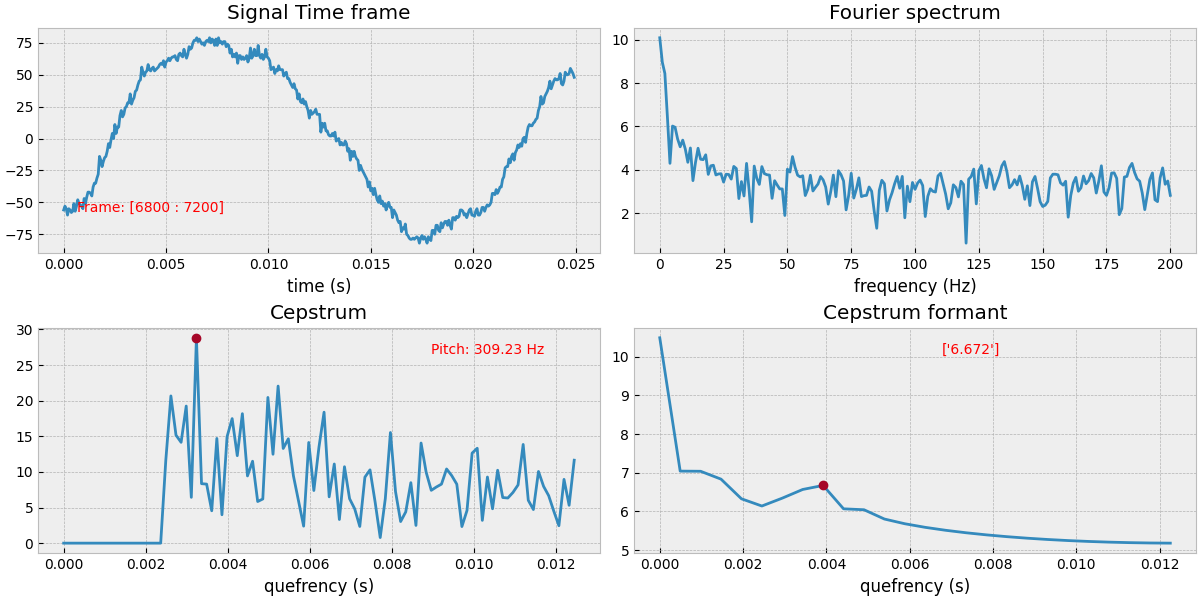 Signal Time frame
75
50
25
0
−25
−50
−75
Frame: [6800 : 7200]
0.000 0.005 0.010 0.015 0.020 0.025
time (s)
Fourier spectrum
10
8
6
4
2
0 25 50 75 100 125 150 175 200
frequency (Hz)
Cepstrum
30
25
20
15
10
5
0
Pitch: 309.23 Hz
0.000 0.002 0.004 0.006 0.008 0.010 0.012
quefrency (s)
Cepstrum formant
10
9
8
7
6
5
['6.672']
0.000 0.002 0.004 0.006 0.008 0.010 0.012
quefrency (s)